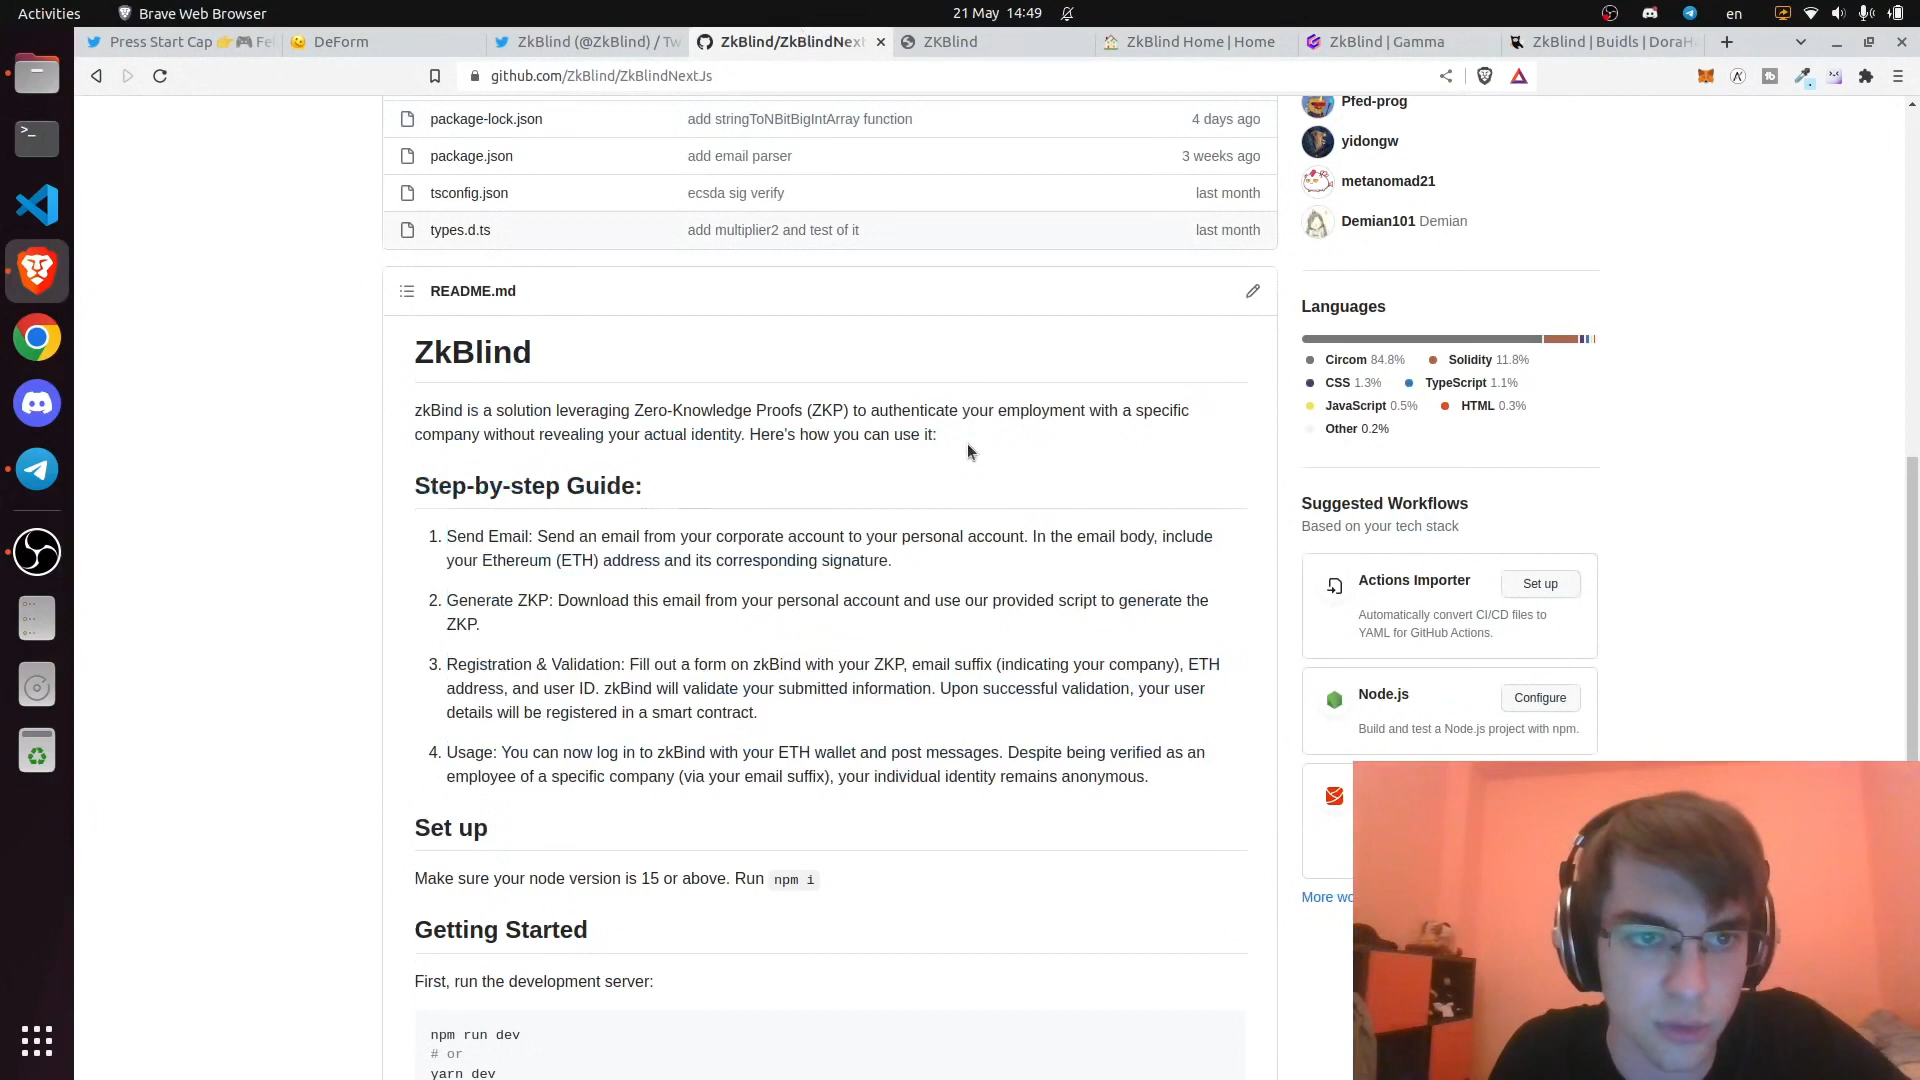 Activities
Brave Web Browser
21 May 14:49
en
Press Start Cap 👉🎮 Fel
DeForm
ZkBlind (@ZkBlind) / Tw
ZkBlind/ZkBlindNext
ZKBlind
ZkBlind Home | Home
ZkBlind | Gamma
ZkBlind | Buidls | DoraH
github.com/ZkBlind/ZkBlindNextJs
package-lock.json add stringToNBitBigIntArray function 4 days ago
package.json add email parser 3 weeks ago
tsconfig.json ecsda sig verify last month
types.d.ts add multiplier2 and test of it last month
README.md
ZkBlind
zkBind is a solution leveraging Zero-Knowledge Proofs (ZKP) to authenticate your employment with a specific
company without revealing your actual identity. Here's how you can use it:
Step-by-step Guide:
1. Send Email: Send an email from your corporate account to your personal account. In the email body, include
your Ethereum (ETH) address and its corresponding signature.
2. Generate ZKP: Download this email from your personal account and use our provided script to generate the
ZKP.
3. Registration & Validation: Fill out a form on zkBind with your ZKP, email suffix (indicating your company), ETH
address, and user ID. zkBind will validate your submitted information. Upon successful validation, your user
details will be registered in a smart contract.
4. Usage: You can now log in to zkBind with your ETH wallet and post messages. Despite being verified as an
employee of a specific company (via your email suffix), your individual identity remains anonymous.
Set up
Make sure your node version is 15 or above. Run npm i
Getting Started
First, run the development server:
npm run dev
# or
yarn dev
Pfed-prog
yidongw
metanomad21
Demian101 Demian
Languages
Circom 84.8% Solidity 11.8%
CSS 1.3% TypeScript 1.1%
JavaScript 0.5% HTML 0.3%
Other 0.2%
Suggested Workflows
Based on your tech stack
Actions Importer Set up
Automatically convert CI/CD files to
YAML for GitHub Actions.
Node.js Configure
Build and test a Node.js project with npm.
More wo